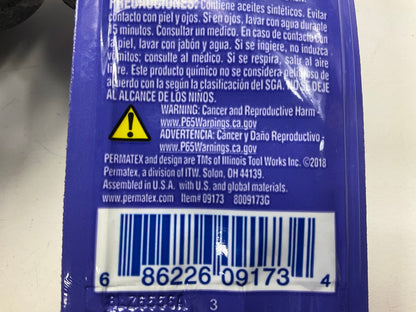 PRECAUCIONES: Contiene aceites sintéticos. Evitar
contacto con piel y ojos. Si en ojos, lavar con agua durante
15 minutos. Consultar un médico. En caso de contacto con
la piel, lavar con jabón y agua. Si se ingiere, no induzca
vómitos; consulte al médico. Si se respira, salir al aire
libre. Este producto químico no se considera peligroso de
acuerdo con la según clasificación del SGA. NO SE DEJE
AL ALCANCE DE LOS NIÑOS.
WARNING: Cancer and Reproductive Harm -
www.P65Warnings.ca.gov
ADVERTENCIA: Cáncer y Daño Reproductivo -
www.P65Warnings.ca.gov
PERMATEX and design are TMs of Illinois Tool Works Inc. ©2018
Permatex, a division of ITW. Solon, OH 44139.
Assembled in U.S.A. with U.S. and global materials.
www.permatex.com Item# 09173 8009173G
6 86226 09173 4
3